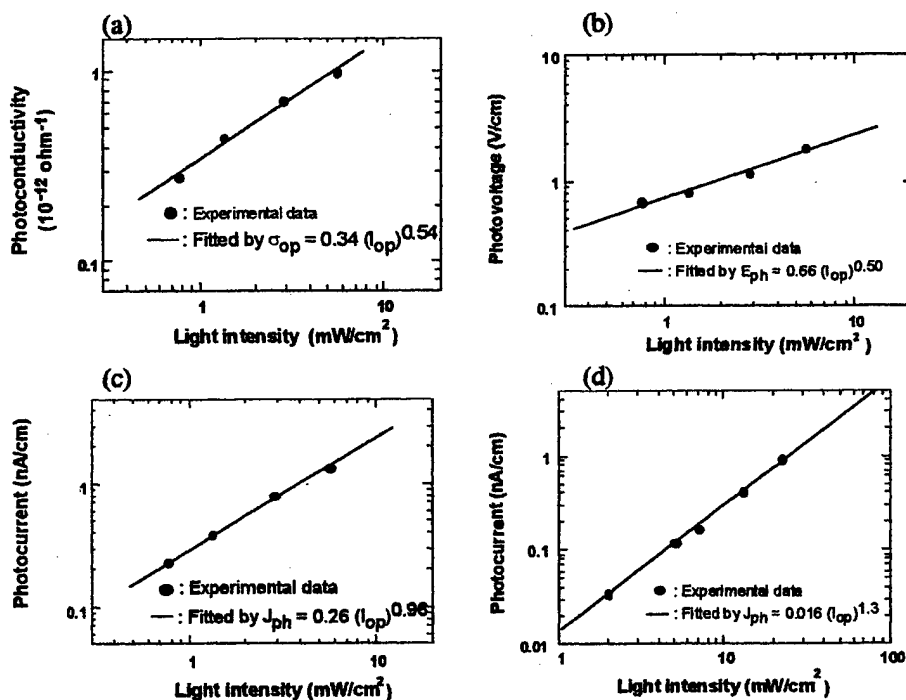 (a)
Photoconductivity
(10⁻¹² ohm⁻¹)
1
0.1
● : Experimental data
— : Fitted by σop = 0.34 (Iop)^0.54
1
10
Light intensity (mW/cm²)
(b)
Photovoltage (V/cm)
10
1
0.1
● : Experimental data
— : Fitted by Eph = 0.66 (Iop)^0.50
1
10
Light intensity (mW/cm²)
(c)
Photocurrent (nA/cm)
1
0.1
● : Experimental data
— : Fitted by Jph = 0.26 (Iop)^0.96
1
10
Light intensity (mW/cm²)
(d)
Photocurrent (nA/cm)
1
0.1
0.01
● : Experimental data
— : Fitted by Jph = 0.016 (Iop)^1.3
1
10
100
Light intensity (mW/cm²)